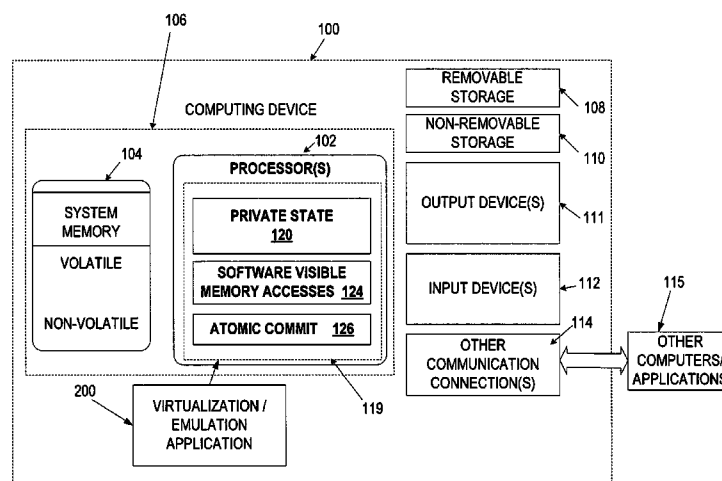 106
100
COMPUTING DEVICE
104
SYSTEM
MEMORY
VOLATILE
NON-VOLATILE
102
PROCESSOR(S)
PRIVATE STATE
120
SOFTWARE VISIBLE
MEMORY ACCESSES 124
ATOMIC COMMIT 126
119
200
VIRTUALIZATION /
EMULATION
APPLICATION
REMOVABLE
STORAGE
108
NON-REMOVABLE
STORAGE
110
OUTPUT DEVICE(S)
111
INPUT DEVICE(S)
112
114
OTHER
COMMUNICATION
CONNECTION(S)
115
OTHER
COMPUTERS/
APPLICATIONS